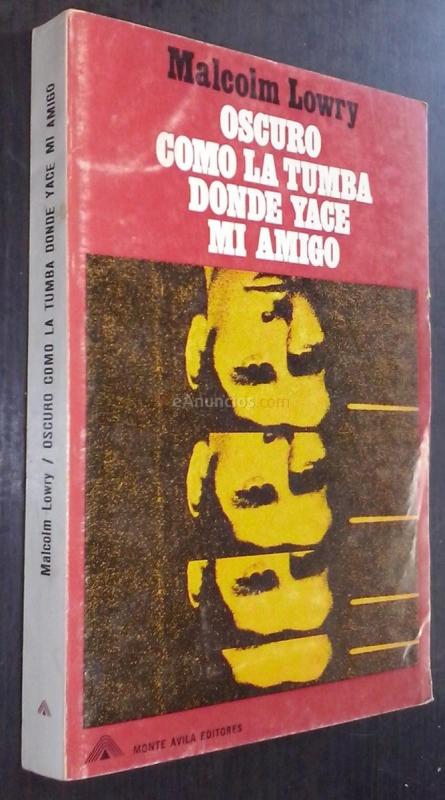 Malcolm Lowry
OSCURO
COMO LA TUMBA
DONDE YACE
MI AMIGO
eAnuncios.com
MONTE AVILA EDITORES
Malcolm Lowry / OSCURO COMO LA TUMBA DONDE YACE MI AMIGO